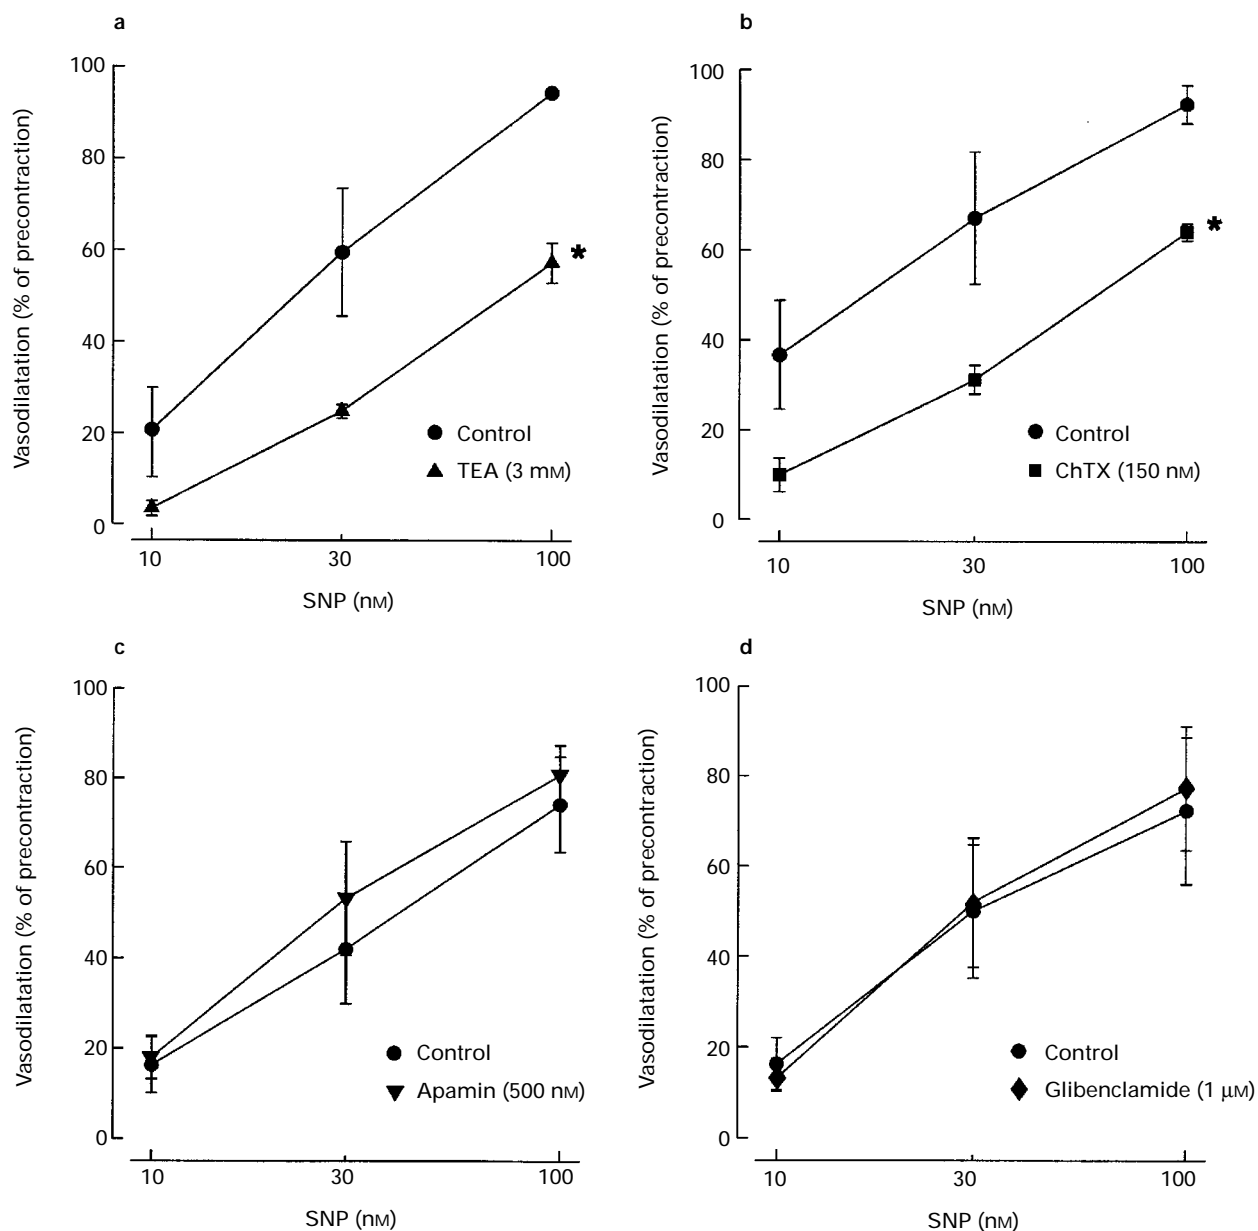 a
100
80
60
40
20
0
Vasodilatation (% of precontraction)
*
Control
TEA (3 mM)
10 30 100
SNP (nM)
b
100
80
60
40
20
0
Vasodilatation (% of precontraction)
*
Control
ChTX (150 nM)
10 30 100
SNP (nM)
c
100
80
60
40
20
0
Vasodilatation (% of precontraction)
Control
Apamin (500 nM)
10 30 100
SNP (nM)
d
100
80
60
40
20
0
Vasodilatation (% of precontraction)
Control
Glibenclamide (1 μM)
10 30 100
SNP (nM)